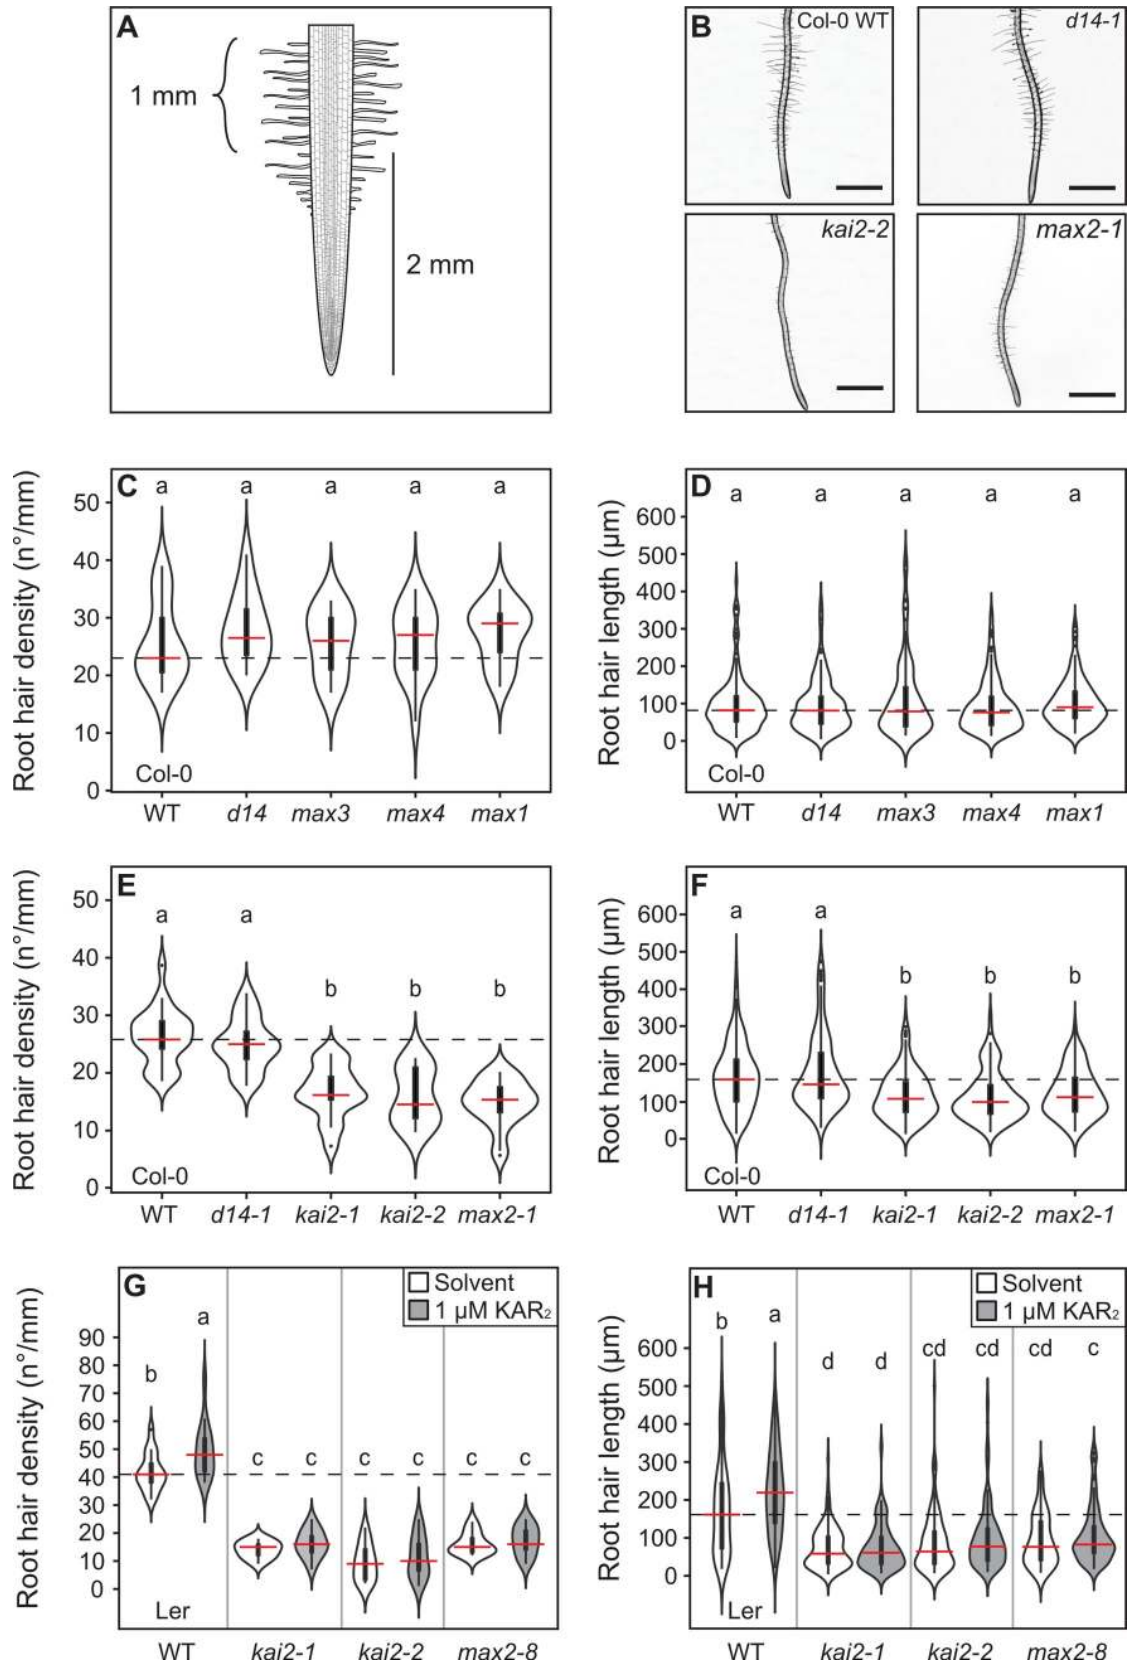 A
1 mm
2 mm
B
Col-0 WT
d14-1
kai2-2
max2-1
Root hair density (n°/mm)
C
a a a a a
50
40
30
20
10
0
Col-0
WT d14 max3 max4 max1
Root hair length (µm)
D
a a a a a
600
500
400
300
200
100
0
Col-0
WT d14 max3 max4 max1
Root hair density (n°/mm)
E
50
40
30
20
10
0
a a b b b
Col-0
WT d14-1 kai2-1 kai2-2 max2-1
Root hair length (µm)
F
600
500
400
300
200
100
0
a a b b b
Col-0
WT d14-1 kai2-1 kai2-2 max2-1
Root hair density (n°/mm)
G
Solvent
1 µM KAR₂
90
80
70
60
50
40
30
20
10
0
b a c c c c c c
Ler
WT kai2-1 kai2-2 max2-8
Root hair length (µm)
H
Solvent
1 µM KAR₂
600
500
400
300
200
100
0
b a d d cd cd cd c
Ler
WT kai2-1 kai2-2 max2-8